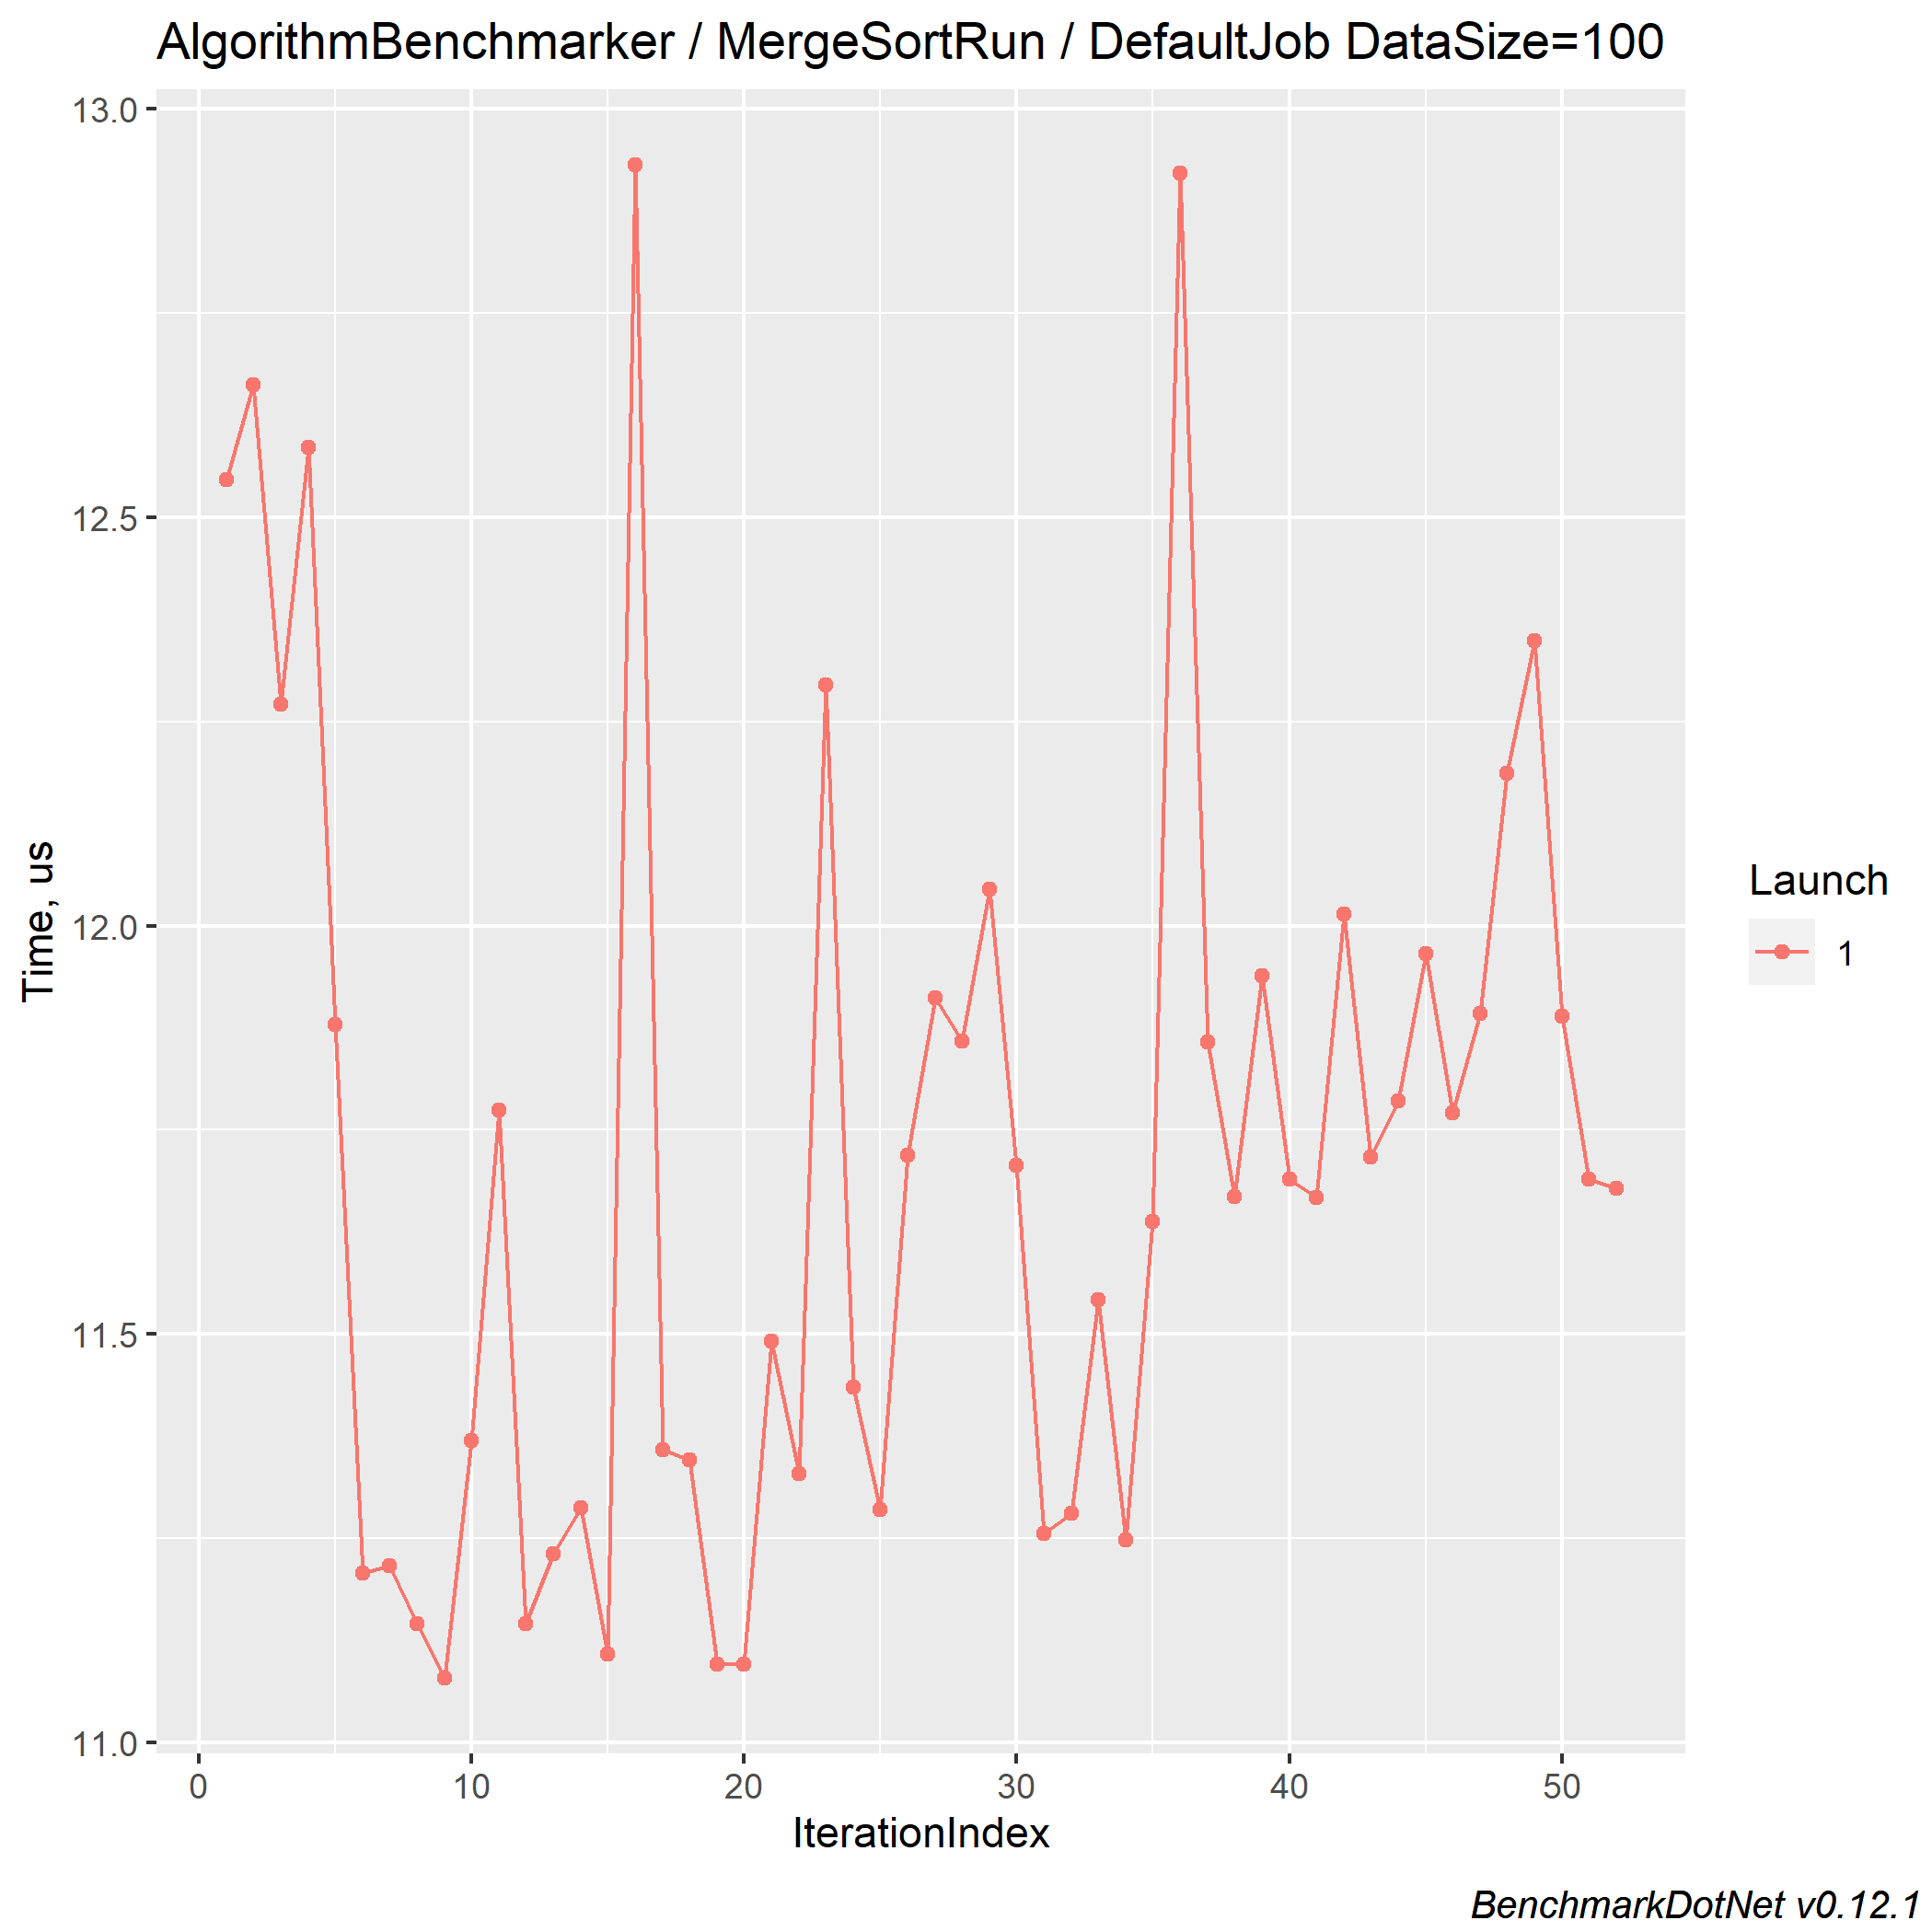 AlgorithmBenchmarker / MergeSortRun / DefaultJob DataSize=100
13.0
12.5
12.0
11.5
11.0
Time, us
0 10 20 30 40 50
IterationIndex
Launch
1
BenchmarkDotNet v0.12.1